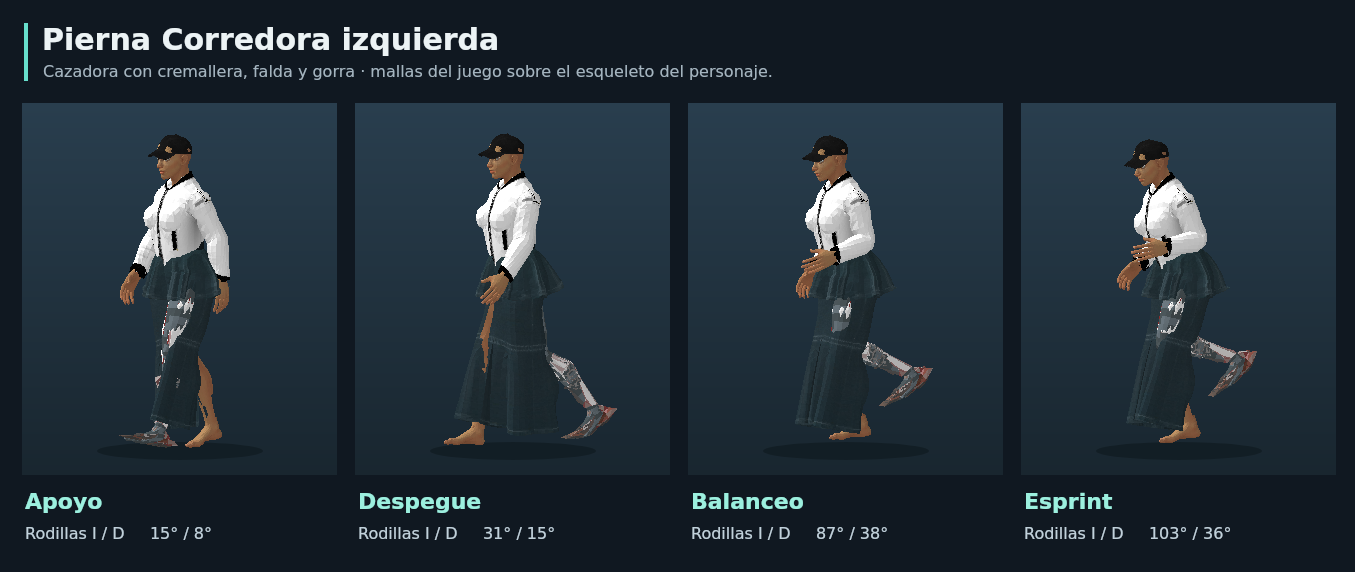 Pierna Corredora izquierda
Cazadora con cremallera, falda y gorra · mallas del juego sobre el esqueleto del personaje.
Apoyo
Rodillas I / D 15° / 8°
Despegue
Rodillas I / D 31° / 15°
Balanceo
Rodillas I / D 87° / 38°
Esprint
Rodillas I / D 103° / 36°